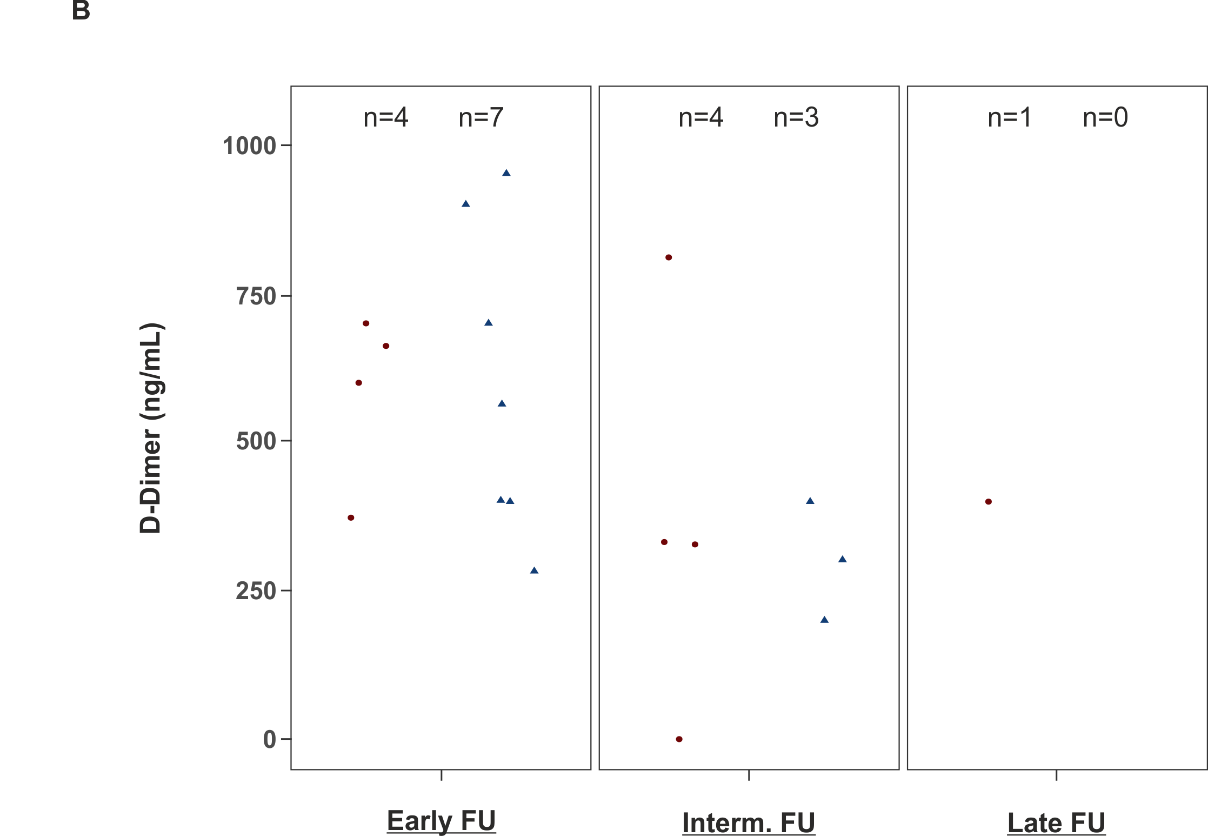 B
n=4 n=7 n=4 n=3 n=1 n=0
1000
750
500
250
0
D-Dimer (ng/mL)
Early FU Interm. FU Late FU